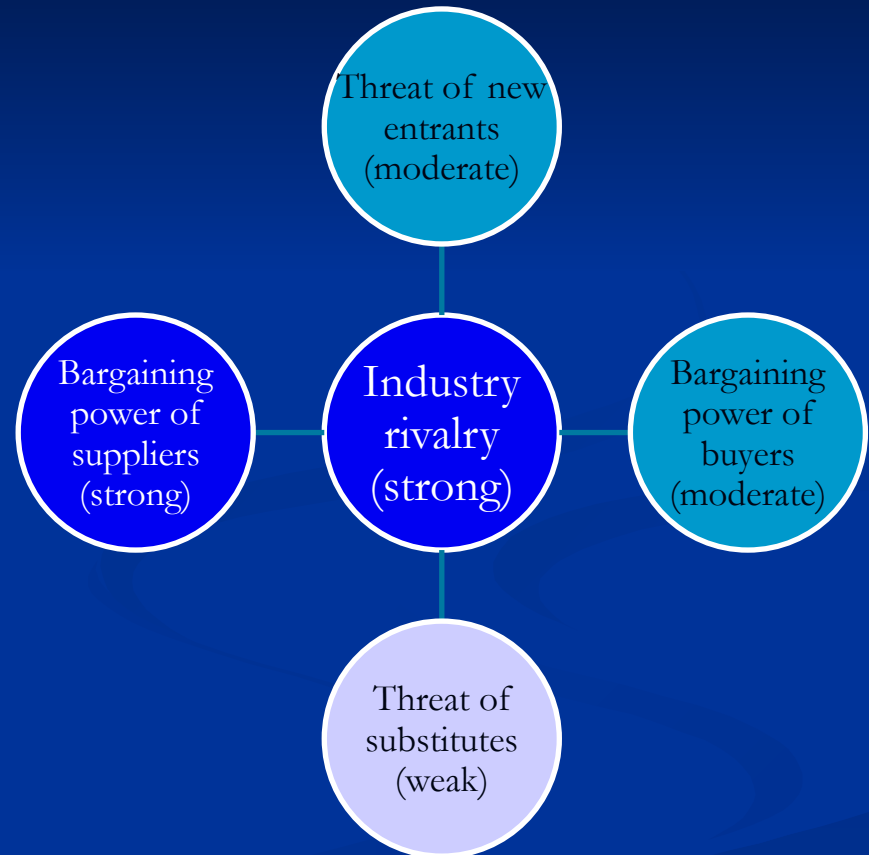 Threat of new
entrants
(moderate)
Bargaining
power of
suppliers
(strong)
Industry
rivalry
(strong)
Bargaining
power of
buyers
(moderate)
Threat of
substitutes
(weak)